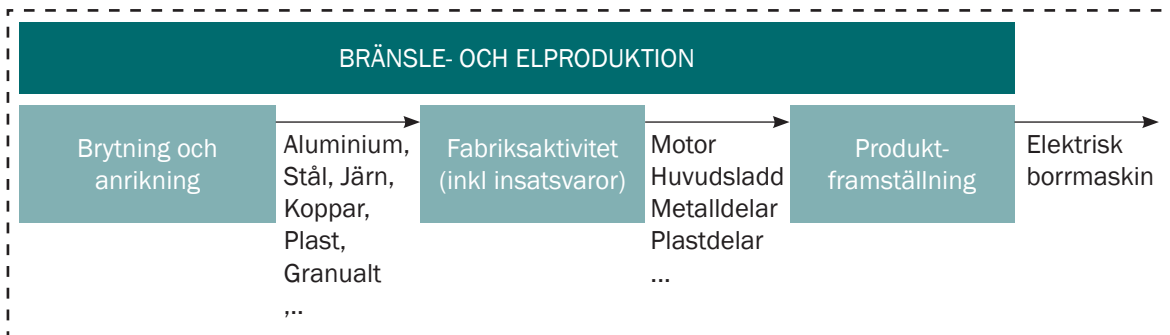 BRÄNSLE- OCH ELPRODUKTION
Brytning och
anrikning
Aluminium,
Stål, Järn,
Koppar,
Plast,
Granualt
,..
Fabriksaktivitet
(inkl insatsvaror)
Motor
Huvudsladd
Metalldelar
Plastdelar
...
Produkt-
framställning
Elektrisk
borrmaskin